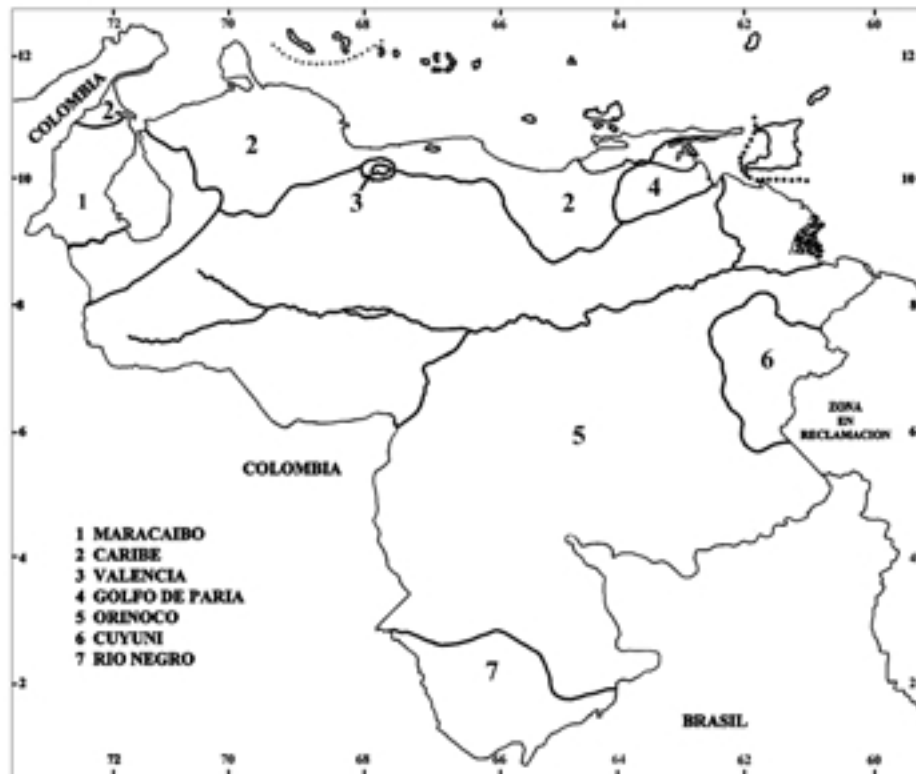 72 70 68 66 64 62 60
12 12
COLOMBIA
2
2
10 10
1
3
2
4
8 8
6
ZONA
EN
RECLAMACION
6 6
5
COLOMBIA
1 MARACAIBO
2 CARIBE
3 VALENCIA
4 GOLFO DE PARIA
5 ORINOCO
6 CUYUNI
7 RIO NEGRO
4 4
7
2 2
BRASIL
72 70 68 66 64 62 60